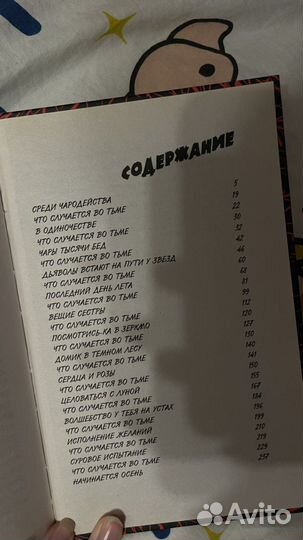 СОДЕРЖАНИЕ
СРЕДИ ЧАРОДЕЙСТВА 5
ЧТО СЛУЧАЕТСЯ ВО ТЬМЕ 19
В ОДИНОЧЕСТВЕ 22
ЧТО СЛУЧАЕТСЯ ВО ТЬМЕ 30
ЧАРЫ ТЫСЯЧИ БЕД 32
ЧТО СЛУЧАЕТСЯ ВО ТЬМЕ 42
ДЬЯВОЛЫ ВСТАЮТ НА ПУТИ У ЗВЕЗД 46
ЧТО СЛУЧАЕТСЯ ВО ТЬМЕ 60
ПОСЛЕДНИЙ ДЕНЬ ЛЕТА 68
ЧТО СЛУЧАЕТСЯ ВО ТЬМЕ 81
ВЕЩИЕ СЕСТРЫ 99
ЧТО СЛУЧАЕТСЯ ВО ТЬМЕ 112
ПОСМОТРИСЬ-КА В ЗЕРКАЛО 120
ЧТО СЛУЧАЕТСЯ ВО ТЬМЕ 127
ДОМИК В ТЕМНОМ ЛЕСУ 130
ЧТО СЛУЧАЕТСЯ ВО ТЬМЕ 140
СЕРДЦА И РОЗЫ 141
ЧТО СЛУЧАЕТСЯ ВО ТЬМЕ 150
ЦЕЛОВАТЬСЯ С ЛУНОЙ 155
ЧТО СЛУЧАЕТСЯ ВО ТЬМЕ 167
ВОЛШЕБСТВО У ТЕБЯ НА УСТАХ 184
ЧТО СЛУЧАЕТСЯ ВО ТЬМЕ 196
ИСПОЛНЕНИЕ ЖЕЛАНИЙ 199
ЧТО СЛУЧАЕТСЯ ВО ТЬМЕ 210
СУРОВОЕ ИСПЫТАНИЕ 219
ЧТО СЛУЧАЕТСЯ ВО ТЬМЕ 229
НАЧИНАЕТСЯ ОСЕНЬ 237
Avito